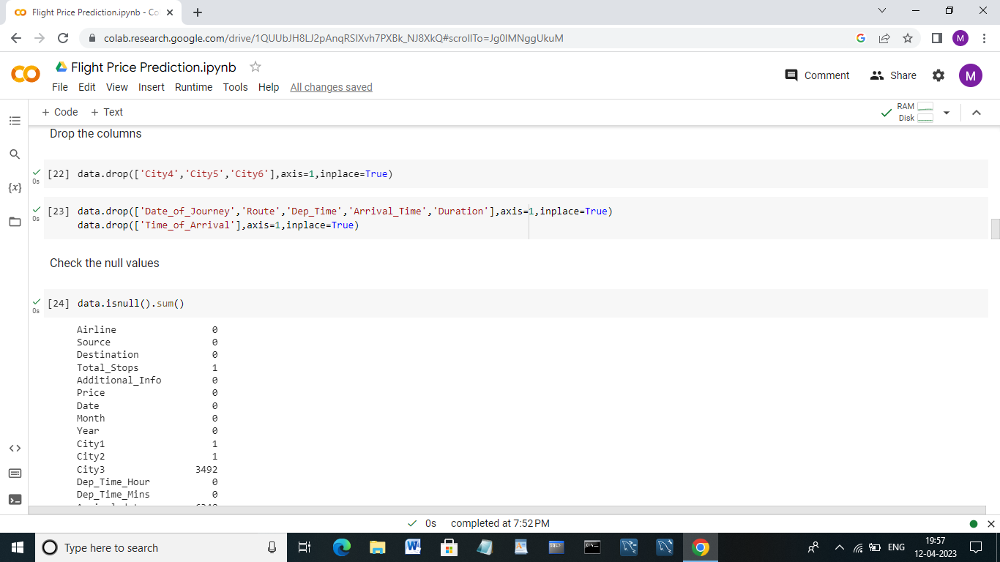 Flight Price Prediction.ipynb - Co
colab.research.google.com/drive/1QUUbJH8LJ2pAnqRSIXvh7PXBk_NJ8XkQ#scrollTo=Jg0lMNggUkuM
M
Flight Price Prediction.ipynb
Comment
Share
M
File Edit View Insert Runtime Tools Help All changes saved
+ Code + Text
RAM
Disk
Drop the columns
0s
[22] data.drop(['City4','City5','City6'],axis=1,inplace=True)
{x}
0s
[23] data.drop(['Date_of_Journey','Route','Dep_Time','Arrival_Time','Duration'],axis=1,inplace=True)
data.drop(['Time_of_Arrival'],axis=1,inplace=True)
Check the null values
0s
[24] data.isnull().sum()
Airline 0
Source 0
Destination 0
Total_Stops 1
Additional_Info 0
Price 0
Date 0
Month 0
Year 0
City1 1
City2 1
City3 3492
Dep_Time_Hour 0
Dep_Time_Mins 0
0s completed at 7:52 PM
Type here to search
ENG
19:57
12-04-2023